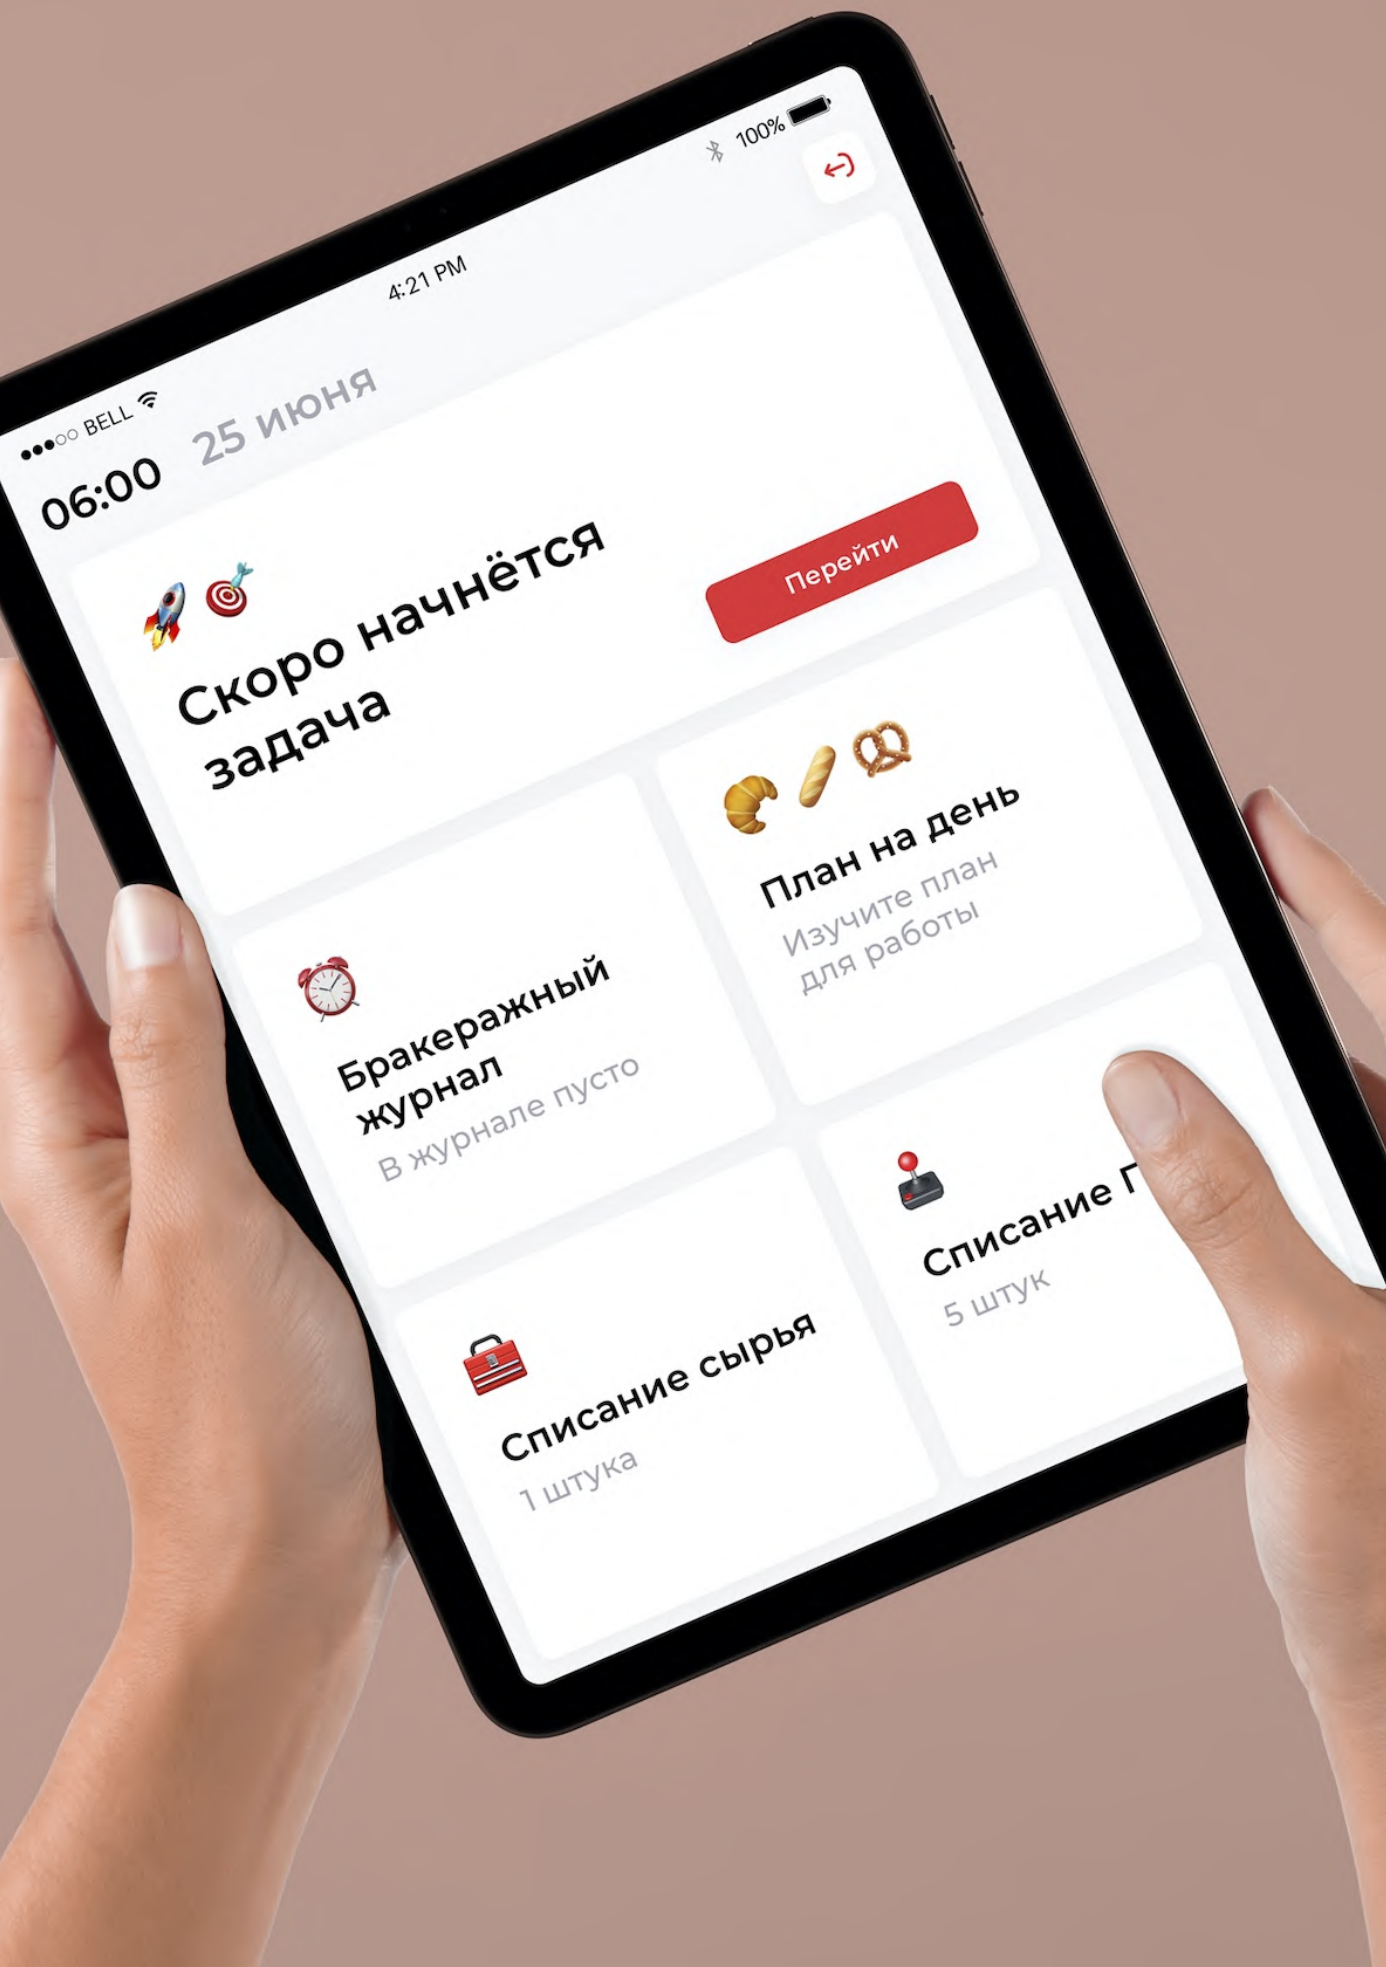 BELL
4:21 PM
100%
06:00
25 июня
Скоро начнётся
задача
Перейти
Бракеражный
журнал
В журнале пусто
План на день
Изучите план
для работы
Списание сырья
1 штука
Списание
5 штук